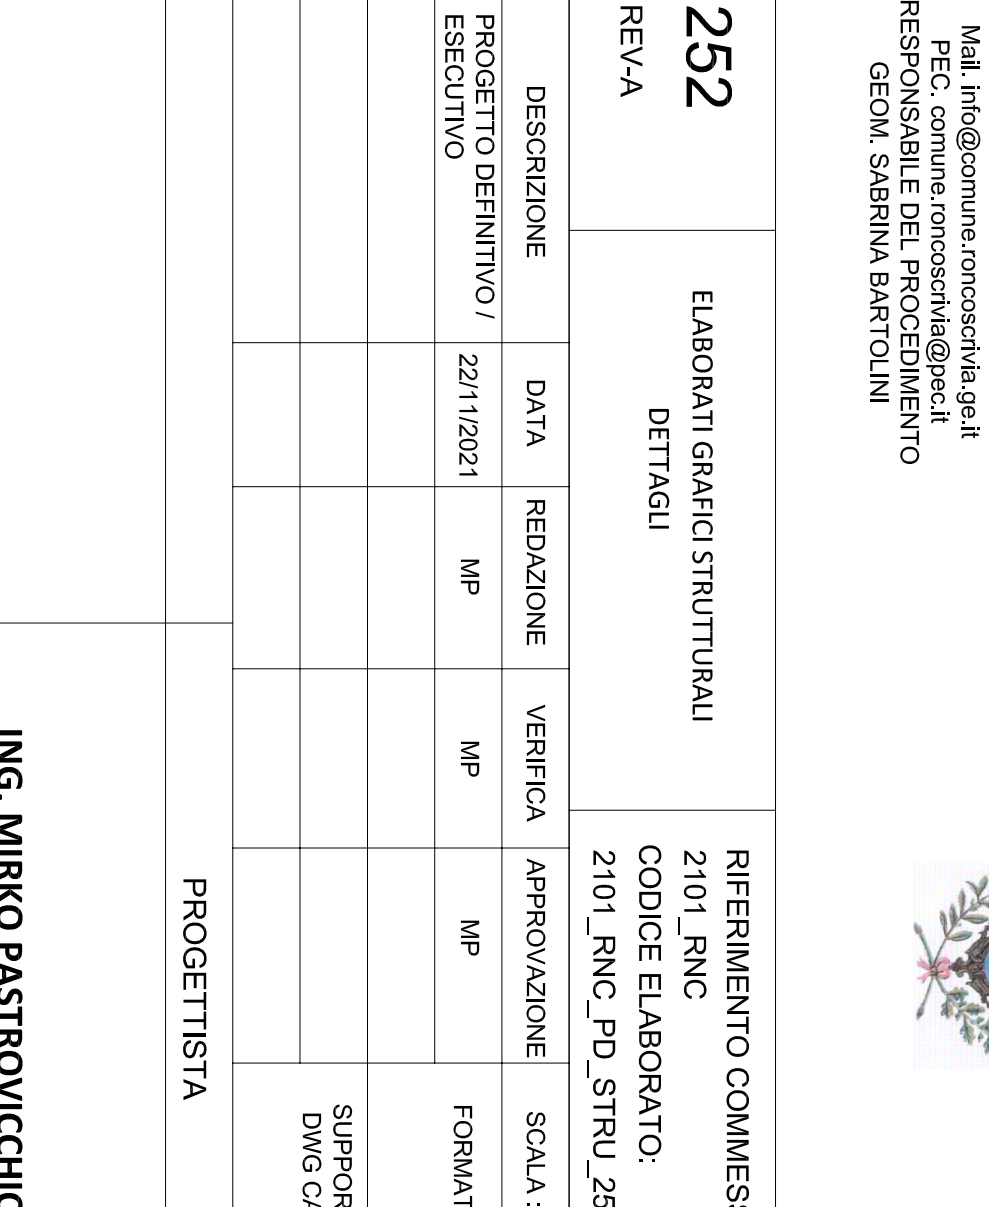 Mail. info@comune.roncoscrivia.ge.it
PEC. comune.roncoscrivia@pec.it
RESPONSABILE DEL PROCEDIMENTO
GEOM. SABRINA BARTOLINI
252
REV-A
ELABORATI GRAFICI STRUTTURALI
DETTAGLI
RIFERIMENTO COMMESS
2101_RNC
CODICE ELABORATO:
2101_RNC_PD_STRU_25
DESCRIZIONE DATA REDAZIONE VERIFICA APPROVAZIONE SCALA :
PROGETTO DEFINITIVO /
ESECUTIVO
22/11/2021 MP MP MP FORMAT
SUPPOR
DWG CA
PROGETTISTA
ING. MIRKO PASTROVICCHIO